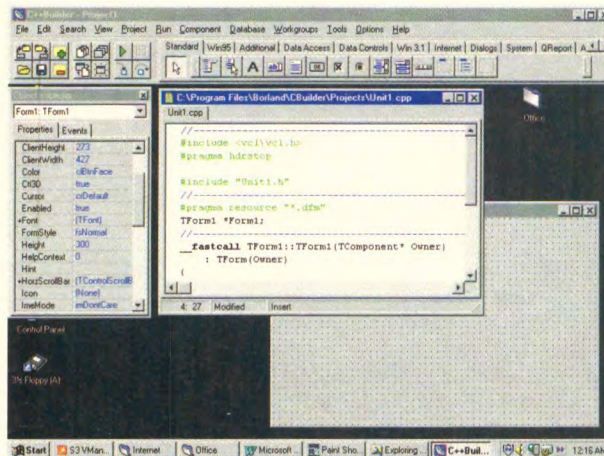 C++Builder - Project1
File Edit Search View Project Run Component Database Workgroups Tools Options Help
Standard Win95 Additional Data Access Data Controls Win 3.1 Internet Dialogs System QReport A
Form1: TForm1
Properties Events
ClientHeight 273
ClientWidth 427
Color clBtnFace
Ctl3D true
Cursor crDefault
Enabled true
+Font (TFont)
FormStyle fsNormal
Height 300
HelpContext 0
Hint
+HorzScrollBar (TControlScrollB
Icon (None)
ImeMode imDontCare
C:\Program Files\Borland\CBuilder\Projects\Unit1.cpp
Unit1.cpp
//---------------------------------------------------------------------------
#include <vcl\vcl.h>
#pragma hdrstop
#include "Unit1.h"
//---------------------------------------------------------------------------
#pragma resource "*.dfm"
TForm1 *Form1;
//---------------------------------------------------------------------------
__fastcall TForm1::TForm1(TComponent* Owner)
: TForm(Owner)
{
4: 27 Modified Insert
Office
Control Panel
3½ Floppy (A)
Start S3 VMan... Internet Office Microsoft ... Paint Sho... Exploring... C++Buil... 12:16 AM